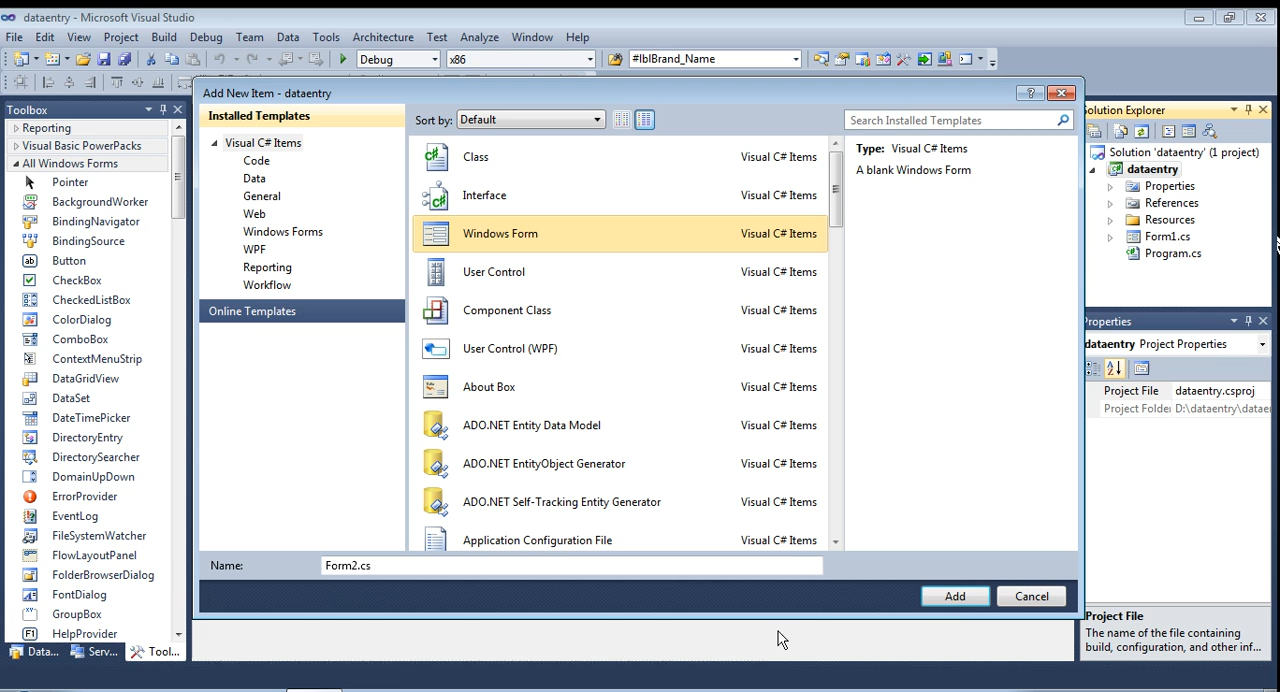 dataentry - Microsoft Visual Studio
File Edit View Project Build Debug Team Data Tools Architecture Test Analyze Window Help
Debug x86 #lblBrand_Name
Toolbox
Reporting
Visual Basic PowerPacks
All Windows Forms
Pointer
BackgroundWorker
BindingNavigator
BindingSource
Button
CheckBox
CheckedListBox
ColorDialog
ComboBox
ContextMenuStrip
DataGridView
DataSet
DateTimePicker
DirectoryEntry
DirectorySearcher
DomainUpDown
ErrorProvider
EventLog
FileSystemWatcher
FlowLayoutPanel
FolderBrowserDialog
FontDialog
GroupBox
HelpProvider
Data... Serv... Tool...
Add New Item - dataentry
Installed Templates
Visual C# Items
Code
Data
General
Web
Windows Forms
WPF
Reporting
Workflow
Online Templates
Sort by: Default
Search Installed Templates
Class Visual C# Items
Interface Visual C# Items
Windows Form Visual C# Items
User Control Visual C# Items
Component Class Visual C# Items
User Control (WPF) Visual C# Items
About Box Visual C# Items
ADO.NET Entity Data Model Visual C# Items
ADO.NET EntityObject Generator Visual C# Items
ADO.NET Self-Tracking Entity Generator Visual C# Items
Application Configuration File Visual C# Items
Type: Visual C# Items
A blank Windows Form
Name: Form2.cs
Add Cancel
Solution Explorer
Solution 'dataentry' (1 project)
dataentry
Properties
References
Resources
Form1.cs
Program.cs
Properties
dataentry Project Properties
Project File dataentry.csproj
Project Folder D:\dataentry\dataer
Project File
The name of the file containing
build, configuration, and other inf...